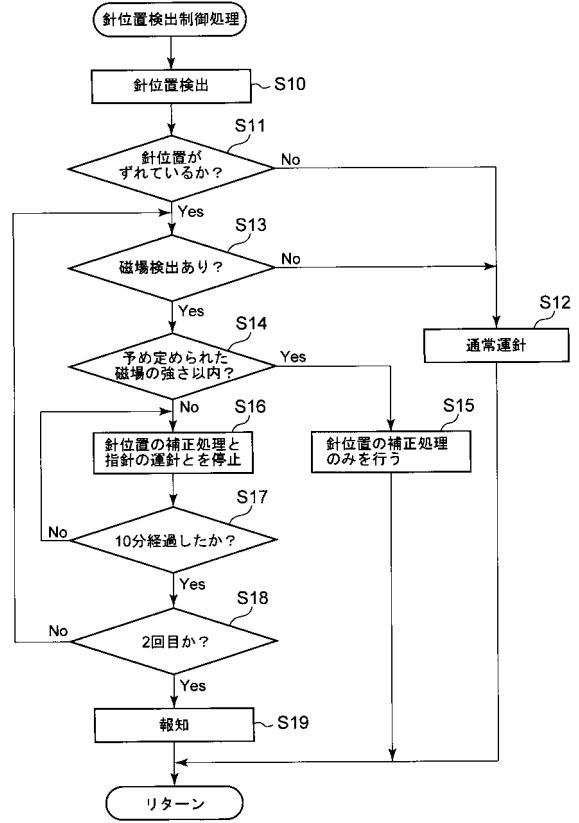 針位置検出制御処理
針位置検出
S10
S11
針位置が
ずれているか？
No
Yes
S13
磁場検出あり？
No
Yes
S12
通常運針
S14
予め定められた
磁場の強さ以内？
Yes
No
S16
針位置の補正処理と
指針の運針とを停止
S15
針位置の補正処理
のみを行う
S17
10分経過したか？
No
Yes
S18
2回目か？
No
Yes
報知
S19
リターン